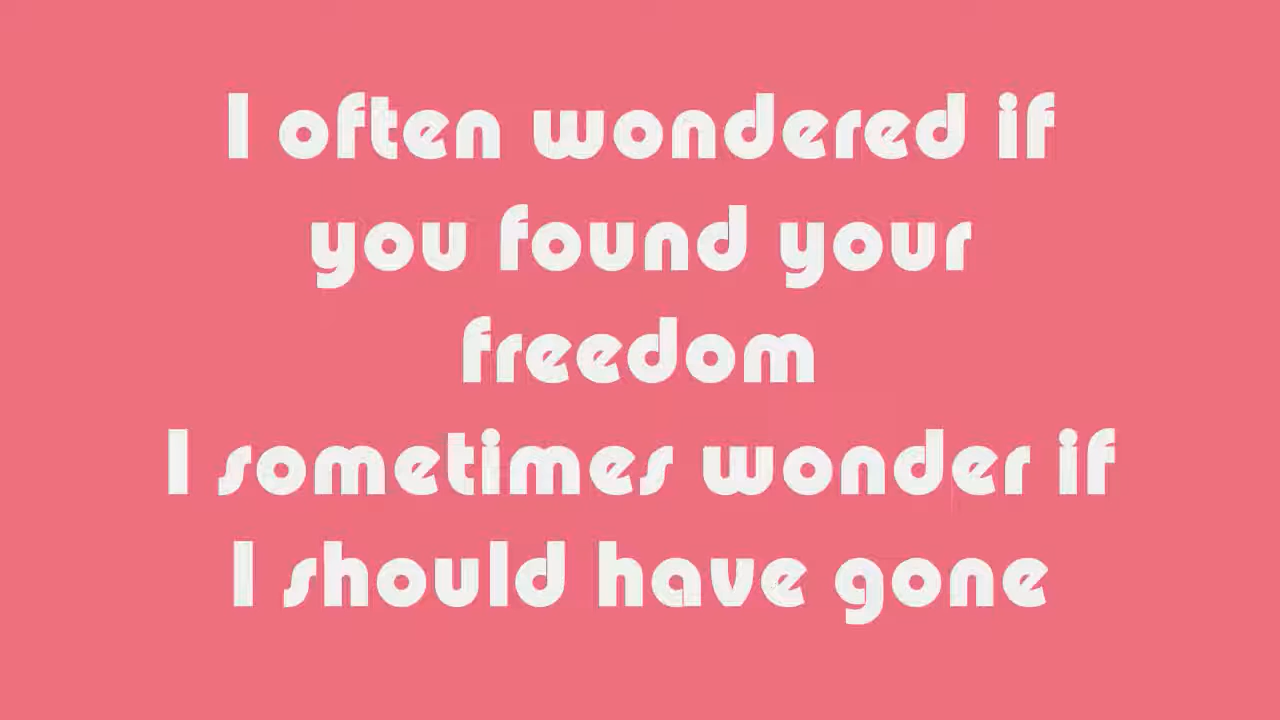 I often wondered if
you found your
freedom
I sometimes wonder if
I should have gone